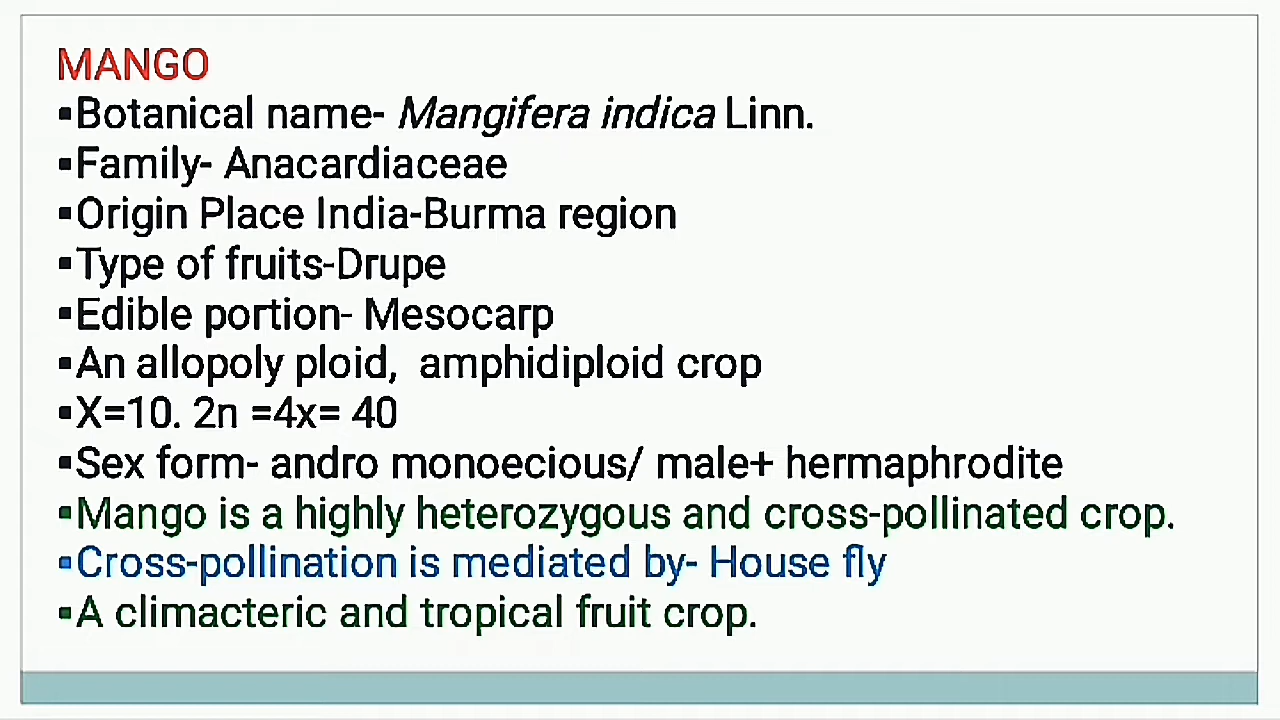 MANGO
▪Botanical name- Mangifera indica Linn.
▪Family- Anacardiaceae
▪Origin Place India-Burma region
▪Type of fruits-Drupe
▪Edible portion- Mesocarp
▪An allopoly ploid, amphidiploid crop
▪X=10. 2n =4x= 40
▪Sex form- andro monoecious/ male+ hermaphrodite
▪Mango is a highly heterozygous and cross-pollinated crop.
▪Cross-pollination is mediated by- House fly
▪A climacteric and tropical fruit crop.